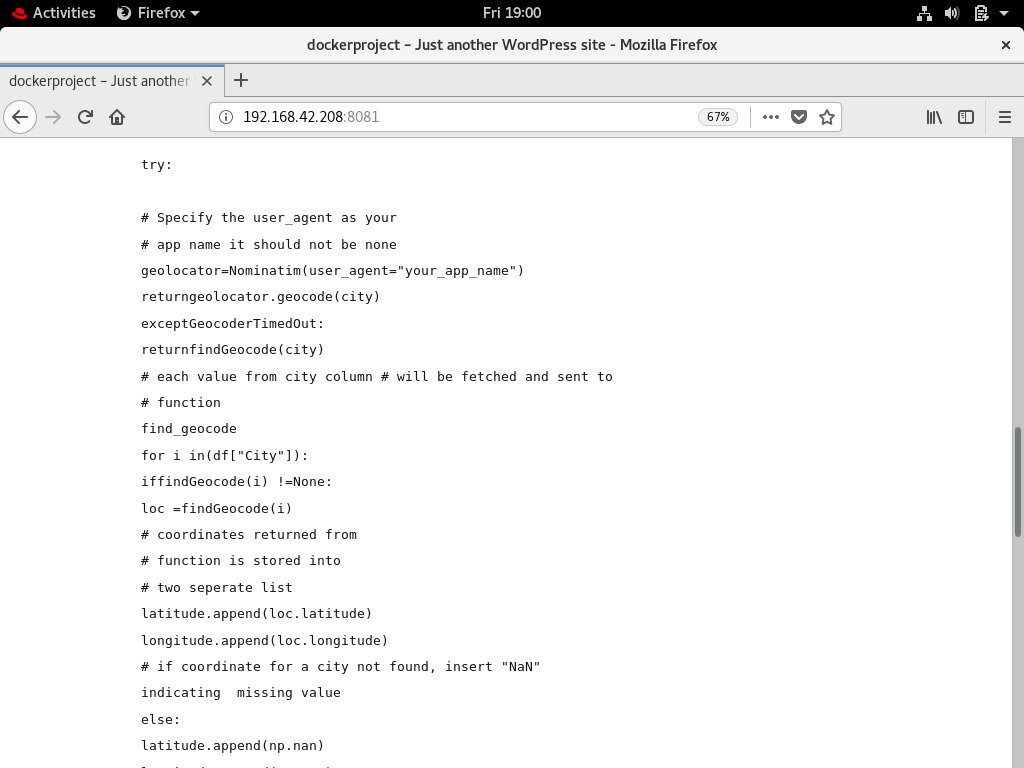 Activities
Firefox
Fri 19:00
dockerproject – Just another WordPress site - Mozilla Firefox
dockerproject – Just another
192.168.42.208:8081
67%
try:
# Specify the user_agent as your
# app name it should not be none
geolocator=Nominatim(user_agent="your_app_name")
returngeolocator.geocode(city)
exceptGeocoderTimedOut:
returnfindGeocode(city)
# each value from city column # will be fetched and sent to
# function
find_geocode
for i in(df["City"]):
iffindGeocode(i) !=None:
loc =findGeocode(i)
# coordinates returned from
# function is stored into
# two seperate list
latitude.append(loc.latitude)
longitude.append(loc.longitude)
# if coordinate for a city not found, insert "NaN"
indicating  missing value
else:
latitude.append(np.nan)